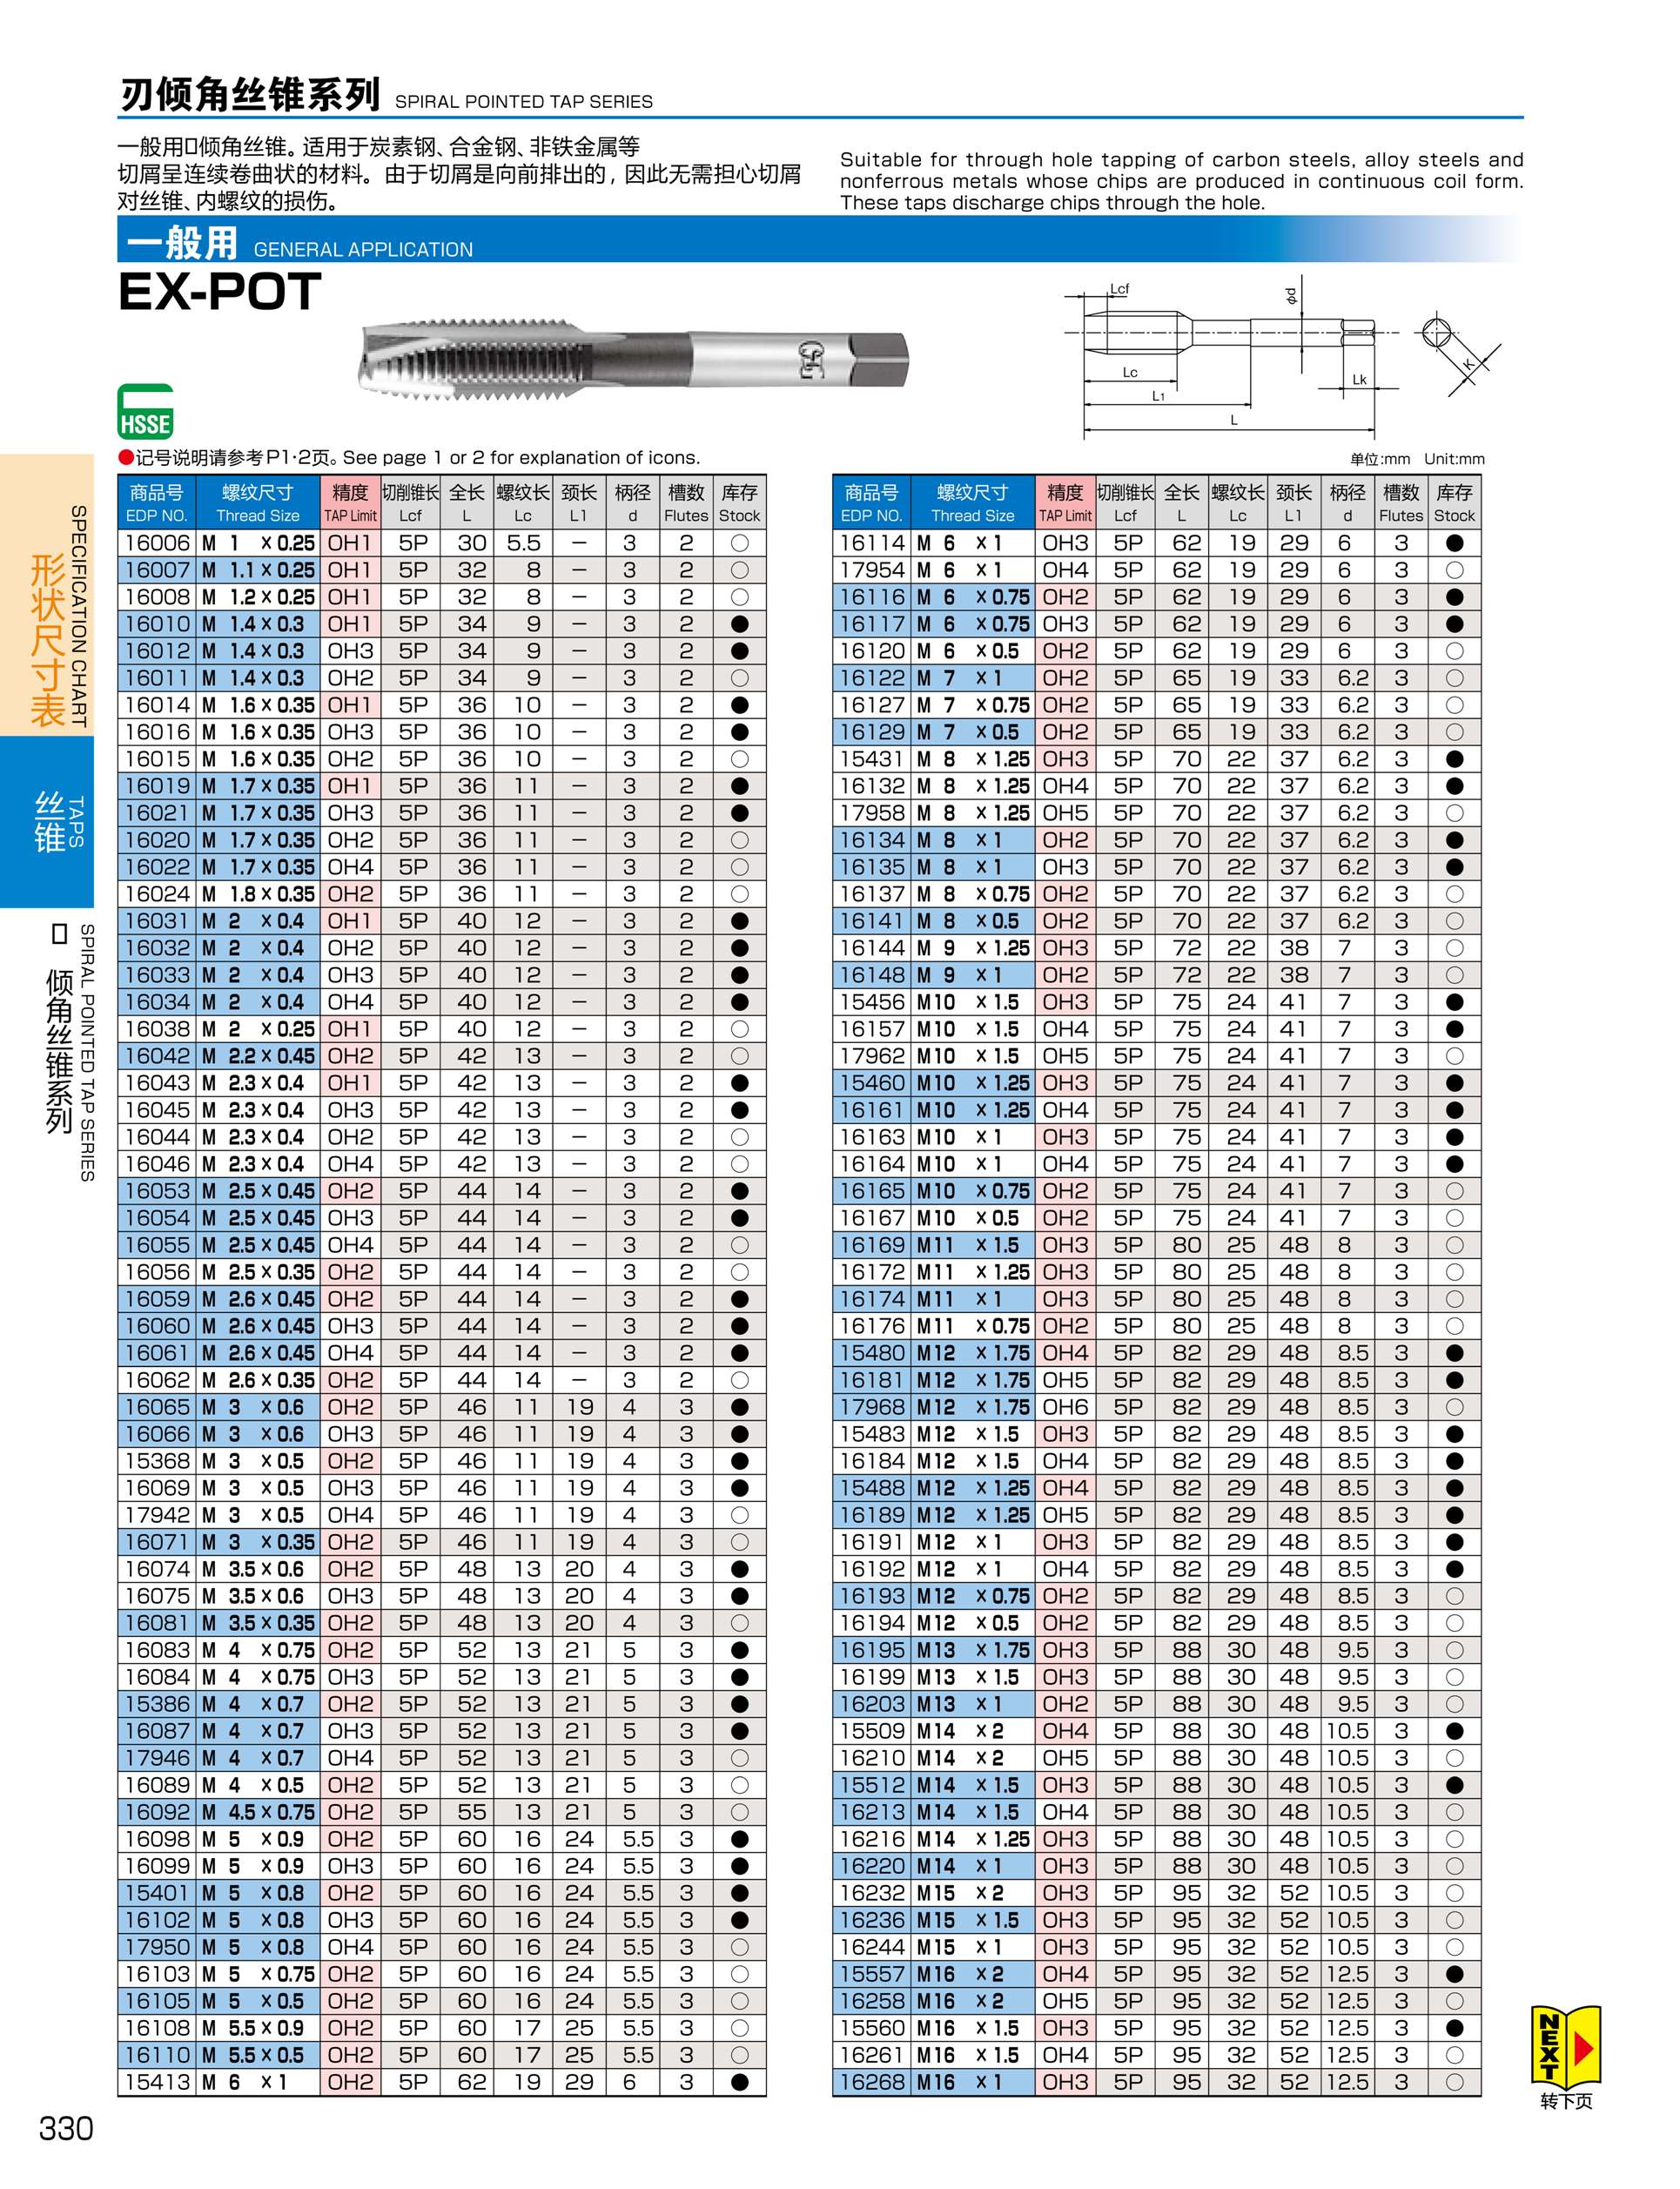 刃倾角丝锥系列 SPIRAL POINTED TAP SERIES
一般用▯倾角丝锥。适用于炭素钢、合金钢、非铁金属等
切屑呈连续卷曲状的材料。由于切屑是向前排出的，因此无需担心切屑
对丝锥、内螺纹的损伤。
Suitable for through hole tapping of carbon steels, alloy steels and
nonferrous metals whose chips are produced in continuous coil form.
These taps discharge chips through the hole.
一般用 GENERAL APPLICATION
EX-POT
OSG
HSSE
Lcf
φd
Lc
L1
L
Lk
K
●记号说明请参考P1·2页。See page 1 or 2 for explanation of icons.
单位:mm Unit:mm
商品号 螺纹尺寸 精度 切削锥长 全长 螺纹长 颈长 柄径 槽数 库存
EDP NO. Thread Size TAP Limit Lcf L Lc L1 d Flutes Stock
16006 M 1 × 0.25 OH1 5P 30 5.5 − 3 2 ○
16007 M 1.1 × 0.25 OH1 5P 32 8 − 3 2 ○
16008 M 1.2 × 0.25 OH1 5P 32 8 − 3 2 ○
16010 M 1.4 × 0.3 OH1 5P 34 9 − 3 2 ●
16012 M 1.4 × 0.3 OH3 5P 34 9 − 3 2 ●
16011 M 1.4 × 0.3 OH2 5P 34 9 − 3 2 ○
16014 M 1.6 × 0.35 OH1 5P 36 10 − 3 2 ●
16016 M 1.6 × 0.35 OH3 5P 36 10 − 3 2 ●
16015 M 1.6 × 0.35 OH2 5P 36 10 − 3 2 ○
16019 M 1.7 × 0.35 OH1 5P 36 11 − 3 2 ●
16021 M 1.7 × 0.35 OH3 5P 36 11 − 3 2 ●
16020 M 1.7 × 0.35 OH2 5P 36 11 − 3 2 ○
16022 M 1.7 × 0.35 OH4 5P 36 11 − 3 2 ○
16024 M 1.8 × 0.35 OH2 5P 36 11 − 3 2 ○
16031 M 2 × 0.4 OH1 5P 40 12 − 3 2 ●
16032 M 2 × 0.4 OH2 5P 40 12 − 3 2 ●
16033 M 2 × 0.4 OH3 5P 40 12 − 3 2 ●
16034 M 2 × 0.4 OH4 5P 40 12 − 3 2 ●
16038 M 2 × 0.25 OH1 5P 40 12 − 3 2 ○
16042 M 2.2 × 0.45 OH2 5P 42 13 − 3 2 ○
16043 M 2.3 × 0.4 OH1 5P 42 13 − 3 2 ●
16045 M 2.3 × 0.4 OH3 5P 42 13 − 3 2 ●
16044 M 2.3 × 0.4 OH2 5P 42 13 − 3 2 ○
16046 M 2.3 × 0.4 OH4 5P 42 13 − 3 2 ○
16053 M 2.5 × 0.45 OH2 5P 44 14 − 3 2 ●
16054 M 2.5 × 0.45 OH3 5P 44 14 − 3 2 ●
16055 M 2.5 × 0.45 OH4 5P 44 14 − 3 2 ○
16056 M 2.5 × 0.35 OH2 5P 44 14 − 3 2 ○
16059 M 2.6 × 0.45 OH2 5P 44 14 − 3 2 ●
16060 M 2.6 × 0.45 OH3 5P 44 14 − 3 2 ●
16061 M 2.6 × 0.45 OH4 5P 44 14 − 3 2 ●
16062 M 2.6 × 0.35 OH2 5P 44 14 − 3 2 ○
16065 M 3 × 0.6 OH2 5P 46 11 19 4 3 ●
16066 M 3 × 0.6 OH3 5P 46 11 19 4 3 ●
15368 M 3 × 0.5 OH2 5P 46 11 19 4 3 ●
16069 M 3 × 0.5 OH3 5P 46 11 19 4 3 ●
17942 M 3 × 0.5 OH4 5P 46 11 19 4 3 ○
16071 M 3 × 0.35 OH2 5P 46 11 19 4 3 ○
16074 M 3.5 × 0.6 OH2 5P 48 13 20 4 3 ●
16075 M 3.5 × 0.6 OH3 5P 48 13 20 4 3 ●
16081 M 3.5 × 0.35 OH2 5P 48 13 20 4 3 ○
16083 M 4 × 0.75 OH2 5P 52 13 21 5 3 ●
16084 M 4 × 0.75 OH3 5P 52 13 21 5 3 ●
15386 M 4 × 0.7 OH2 5P 52 13 21 5 3 ●
16087 M 4 × 0.7 OH3 5P 52 13 21 5 3 ●
17946 M 4 × 0.7 OH4 5P 52 13 21 5 3 ○
16089 M 4 × 0.5 OH2 5P 52 13 21 5 3 ○
16092 M 4.5 × 0.75 OH2 5P 55 13 21 5 3 ○
16098 M 5 × 0.9 OH2 5P 60 16 24 5.5 3 ●
16099 M 5 × 0.9 OH3 5P 60 16 24 5.5 3 ●
15401 M 5 × 0.8 OH2 5P 60 16 24 5.5 3 ●
16102 M 5 × 0.8 OH3 5P 60 16 24 5.5 3 ●
17950 M 5 × 0.8 OH4 5P 60 16 24 5.5 3 ○
16103 M 5 × 0.75 OH2 5P 60 16 24 5.5 3 ○
16105 M 5 × 0.5 OH2 5P 60 16 24 5.5 3 ○
16108 M 5.5 × 0.9 OH2 5P 60 17 25 5.5 3 ○
16110 M 5.5 × 0.5 OH2 5P 60 17 25 5.5 3 ○
15413 M 6 × 1 OH2 5P 62 19 29 6 3 ●
商品号 螺纹尺寸 精度 切削锥长 全长 螺纹长 颈长 柄径 槽数 库存
EDP NO. Thread Size TAP Limit Lcf L Lc L1 d Flutes Stock
16114 M 6 × 1 OH3 5P 62 19 29 6 3 ●
17954 M 6 × 1 OH4 5P 62 19 29 6 3 ○
16116 M 6 × 0.75 OH2 5P 62 19 29 6 3 ●
16117 M 6 × 0.75 OH3 5P 62 19 29 6 3 ●
16120 M 6 × 0.5 OH2 5P 62 19 29 6 3 ○
16122 M 7 × 1 OH2 5P 65 19 33 6.2 3 ○
16127 M 7 × 0.75 OH2 5P 65 19 33 6.2 3 ○
16129 M 7 × 0.5 OH2 5P 65 19 33 6.2 3 ○
15431 M 8 × 1.25 OH3 5P 70 22 37 6.2 3 ●
16132 M 8 × 1.25 OH4 5P 70 22 37 6.2 3 ●
17958 M 8 × 1.25 OH5 5P 70 22 37 6.2 3 ○
16134 M 8 × 1 OH2 5P 70 22 37 6.2 3 ●
16135 M 8 × 1 OH3 5P 70 22 37 6.2 3 ●
16137 M 8 × 0.75 OH2 5P 70 22 37 6.2 3 ○
16141 M 8 × 0.5 OH2 5P 70 22 37 6.2 3 ○
16144 M 9 × 1.25 OH3 5P 72 22 38 7 3 ○
16148 M 9 × 1 OH2 5P 72 22 38 7 3 ○
15456 M10 × 1.5 OH3 5P 75 24 41 7 3 ●
16157 M10 × 1.5 OH4 5P 75 24 41 7 3 ●
17962 M10 × 1.5 OH5 5P 75 24 41 7 3 ○
15460 M10 × 1.25 OH3 5P 75 24 41 7 3 ●
16161 M10 × 1.25 OH4 5P 75 24 41 7 3 ●
16163 M10 × 1 OH3 5P 75 24 41 7 3 ●
16164 M10 × 1 OH4 5P 75 24 41 7 3 ●
16165 M10 × 0.75 OH2 5P 75 24 41 7 3 ○
16167 M10 × 0.5 OH2 5P 75 24 41 7 3 ○
16169 M11 × 1.5 OH3 5P 80 25 48 8 3 ○
16172 M11 × 1.25 OH3 5P 80 25 48 8 3 ○
16174 M11 × 1 OH3 5P 80 25 48 8 3 ○
16176 M11 × 0.75 OH2 5P 80 25 48 8 3 ○
15480 M12 × 1.75 OH4 5P 82 29 48 8.5 3 ●
16181 M12 × 1.75 OH5 5P 82 29 48 8.5 3 ●
17968 M12 × 1.75 OH6 5P 82 29 48 8.5 3 ○
15483 M12 × 1.5 OH3 5P 82 29 48 8.5 3 ●
16184 M12 × 1.5 OH4 5P 82 29 48 8.5 3 ●
15488 M12 × 1.25 OH4 5P 82 29 48 8.5 3 ●
16189 M12 × 1.25 OH5 5P 82 29 48 8.5 3 ●
16191 M12 × 1 OH3 5P 82 29 48 8.5 3 ●
16192 M12 × 1 OH4 5P 82 29 48 8.5 3 ●
16193 M12 × 0.75 OH2 5P 82 29 48 8.5 3 ○
16194 M12 × 0.5 OH2 5P 82 29 48 8.5 3 ○
16195 M13 × 1.75 OH3 5P 88 30 48 9.5 3 ○
16199 M13 × 1.5 OH3 5P 88 30 48 9.5 3 ○
16203 M13 × 1 OH2 5P 88 30 48 9.5 3 ○
15509 M14 × 2 OH4 5P 88 30 48 10.5 3 ●
16210 M14 × 2 OH5 5P 88 30 48 10.5 3 ○
15512 M14 × 1.5 OH3 5P 88 30 48 10.5 3 ●
16213 M14 × 1.5 OH4 5P 88 30 48 10.5 3 ○
16216 M14 × 1.25 OH3 5P 88 30 48 10.5 3 ○
16220 M14 × 1 OH3 5P 88 30 48 10.5 3 ○
16232 M15 × 2 OH3 5P 95 32 52 10.5 3 ○
16236 M15 × 1.5 OH3 5P 95 32 52 10.5 3 ○
16244 M15 × 1 OH3 5P 95 32 52 10.5 3 ○
15557 M16 × 2 OH4 5P 95 32 52 12.5 3 ●
16258 M16 × 2 OH5 5P 95 32 52 12.5 3 ○
15560 M16 × 1.5 OH3 5P 95 32 52 12.5 3 ●
16261 M16 × 1.5 OH4 5P 95 32 52 12.5 3 ○
16268 M16 × 1 OH3 5P 95 32 52 12.5 3 ○
形状尺寸表
SPECIFICATION CHART
丝锥
TAPS
▯ 倾角丝锥系列
SPIRAL POINTED TAP SERIES
NEXT
转下页
330